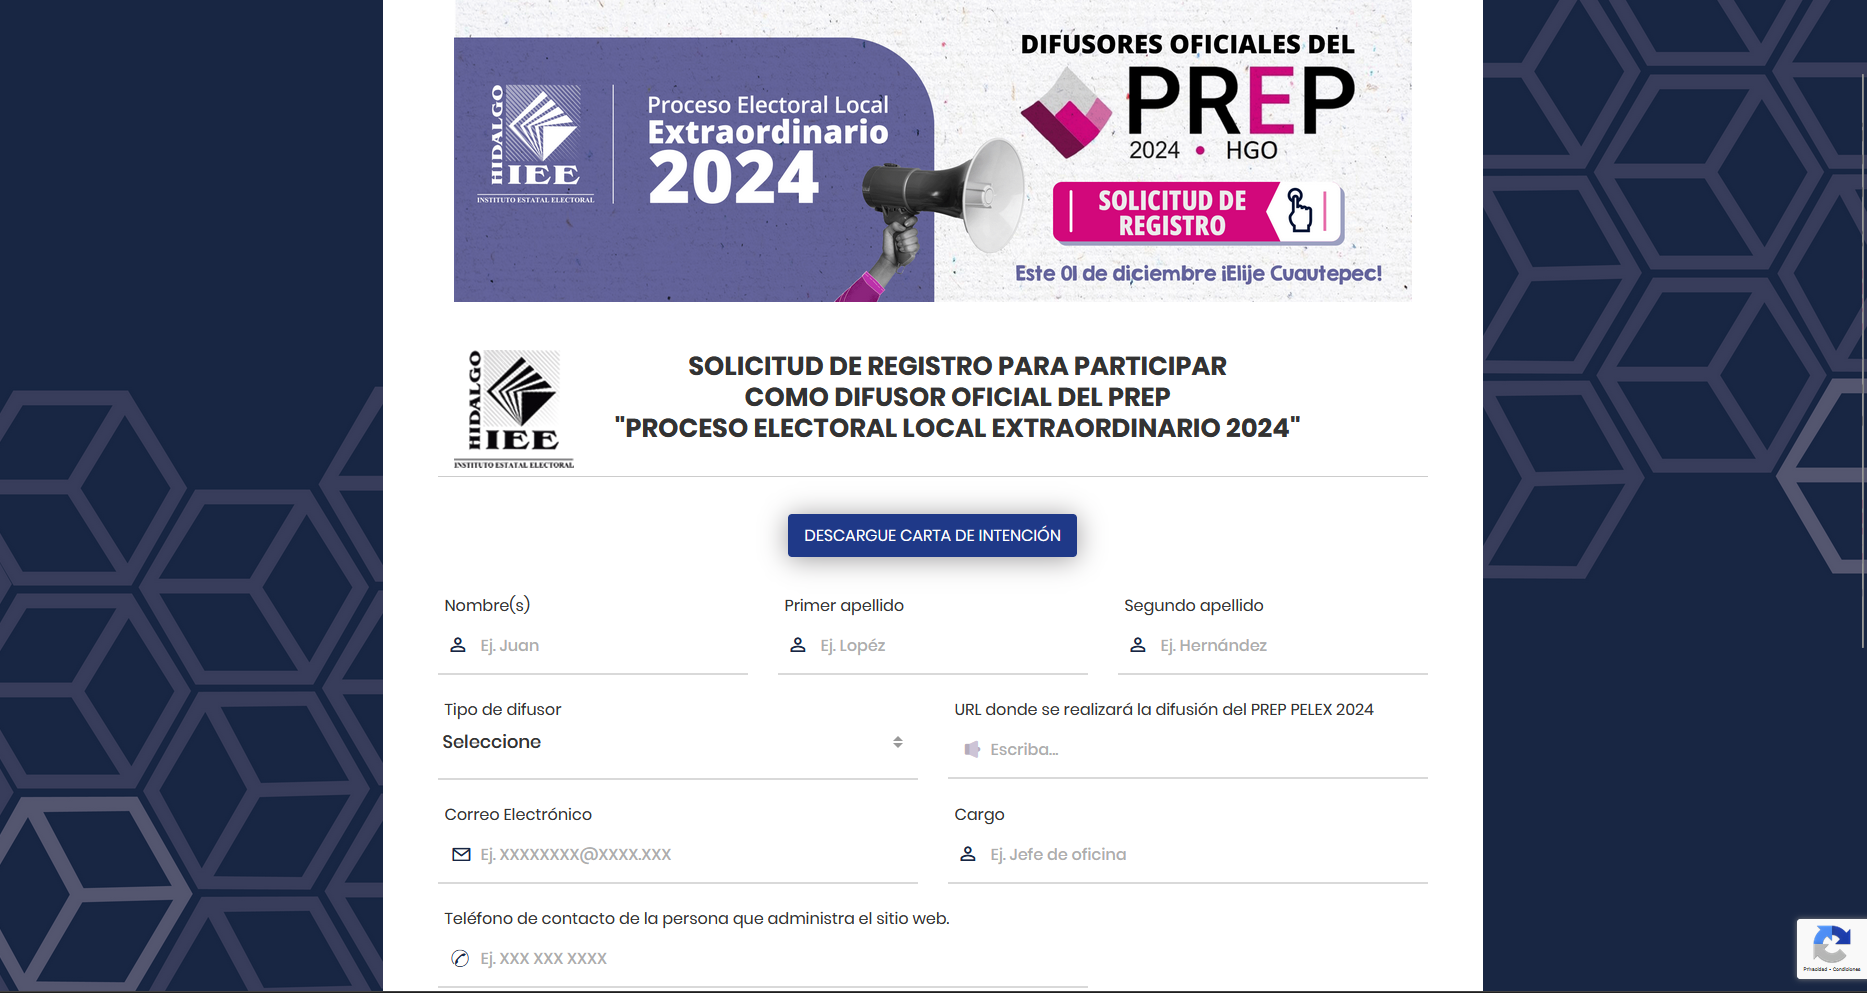 HIDALGO
IEE
INSTITUTO ESTATAL ELECTORAL
Proceso Electoral Local
Extraordinario
2024
DIFUSORES OFICIALES DEL
PREP
2024 • HGO
SOLICITUD DE
REGISTRO
Este 01 de diciembre ¡Elije Cuautepec!
HIDALGO
IEE
INSTITUTO ESTATAL ELECTORAL
SOLICITUD DE REGISTRO PARA PARTICIPAR
COMO DIFUSOR OFICIAL DEL PREP
"PROCESO ELECTORAL LOCAL EXTRAORDINARIO 2024"
DESCARGUE CARTA DE INTENCIÓN
Nombre(s)
Ej. Juan
Primer apellido
Ej. Lopéz
Segundo apellido
Ej. Hernández
Tipo de difusor
Seleccione
URL donde se realizará la difusión del PREP PELEX 2024
Escriba...
Correo Electrónico
Ej. XXXXXXXX@XXXX.XXX
Cargo
Ej. Jefe de oficina
Teléfono de contacto de la persona que administra el sitio web.
Ej. XXX XXX XXXX
Privacidad - Condiciones